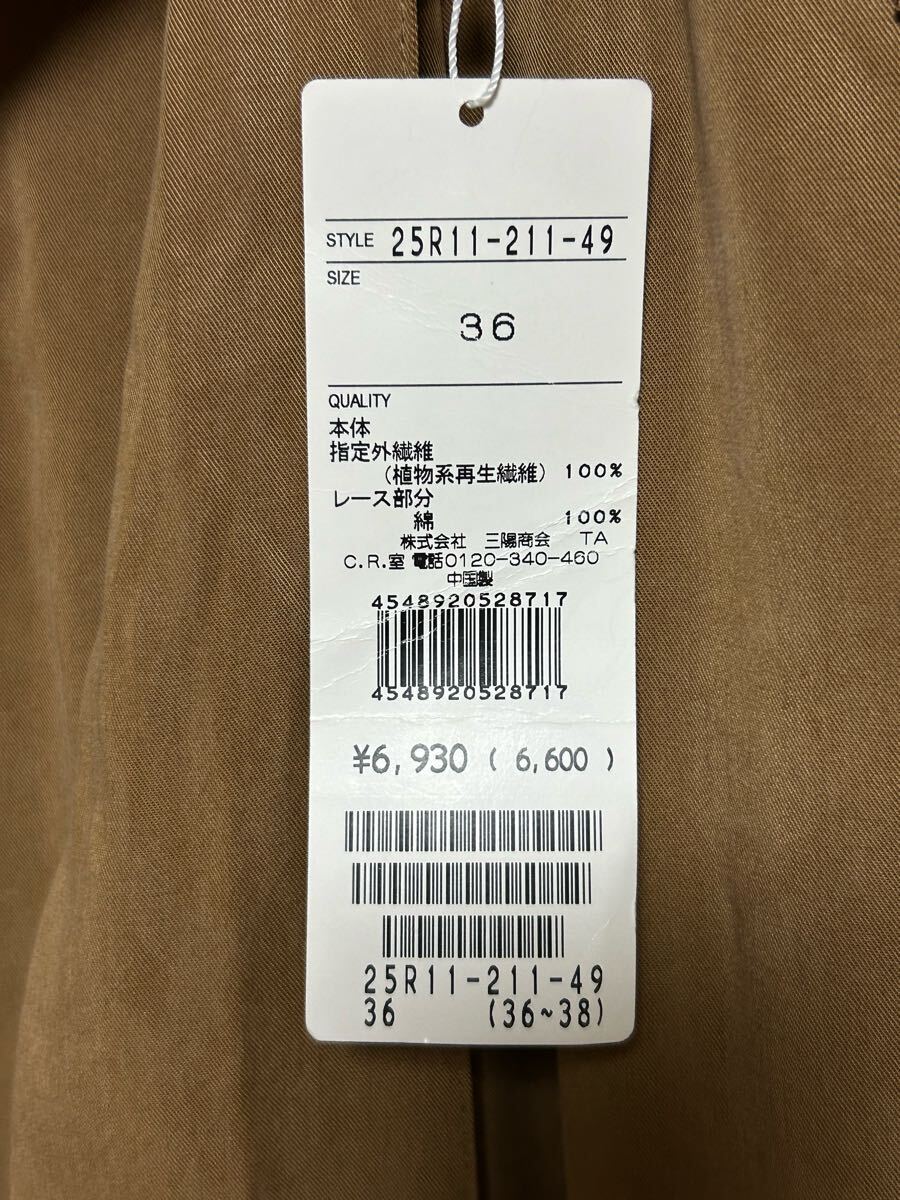 STYLE 25R11-211-49
SIZE
36
QUALITY
本体
指定外繊維
(植物系再生繊維) 100%
レース部分
綿 100%
株式会社 三陽商会 TA
C.R.室 電話0120-340-460
中国製
4548920528717
4548920528717
¥6,930 ( 6,600 )
25R11-211-49
36 (36~38)